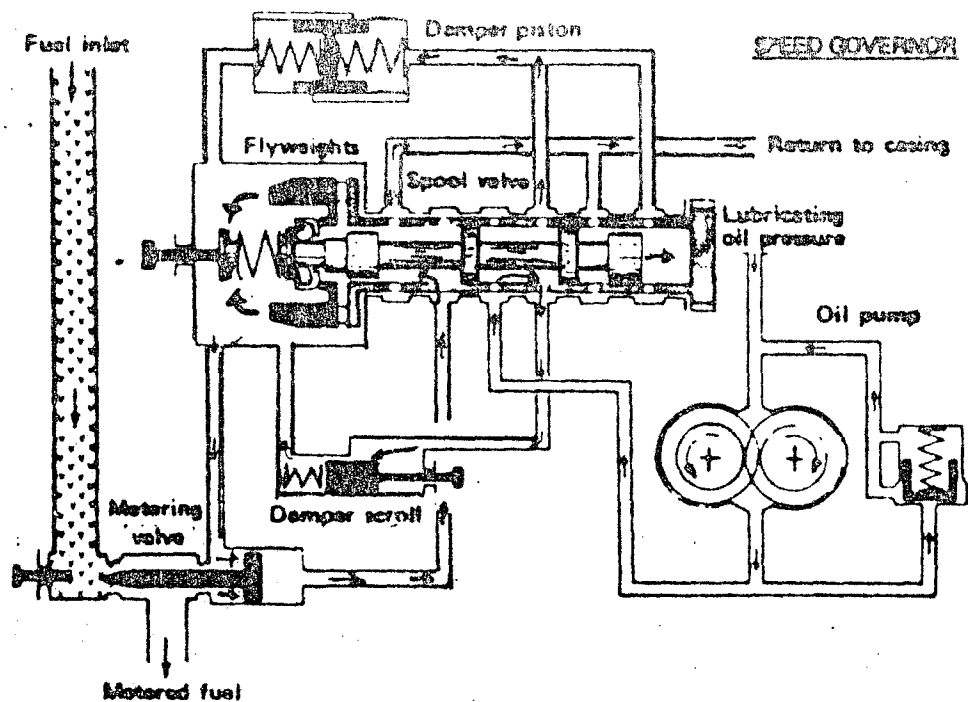 Fuel inlet
Damper piston
SPEED GOVERNOR
Flyweights
Return to casing
Spool valve
Lubricating
oil pressure
Oil pump
Metering
valve
Damper scroll
Metered fuel